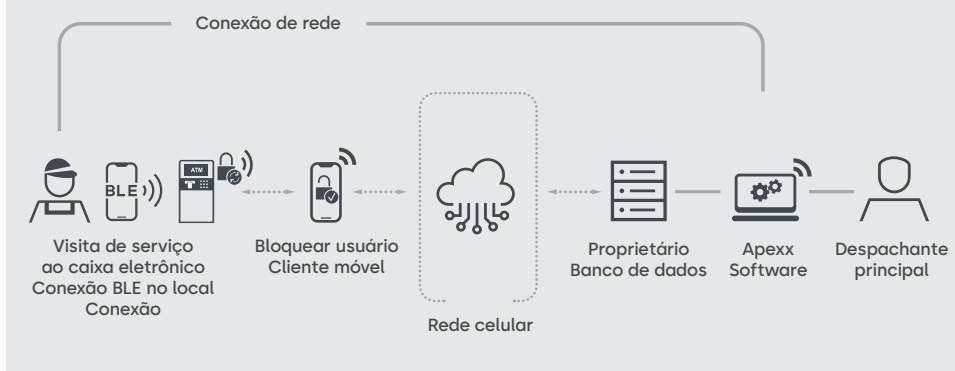 Conexão de rede
BLE
ATM
Visita de serviço
ao caixa eletrônico
Conexão BLE no local
Conexão
Bloquear usuário
Cliente móvel
Rede celular
Proprietário
Banco de dados
Apexx
Software
Despachante
principal